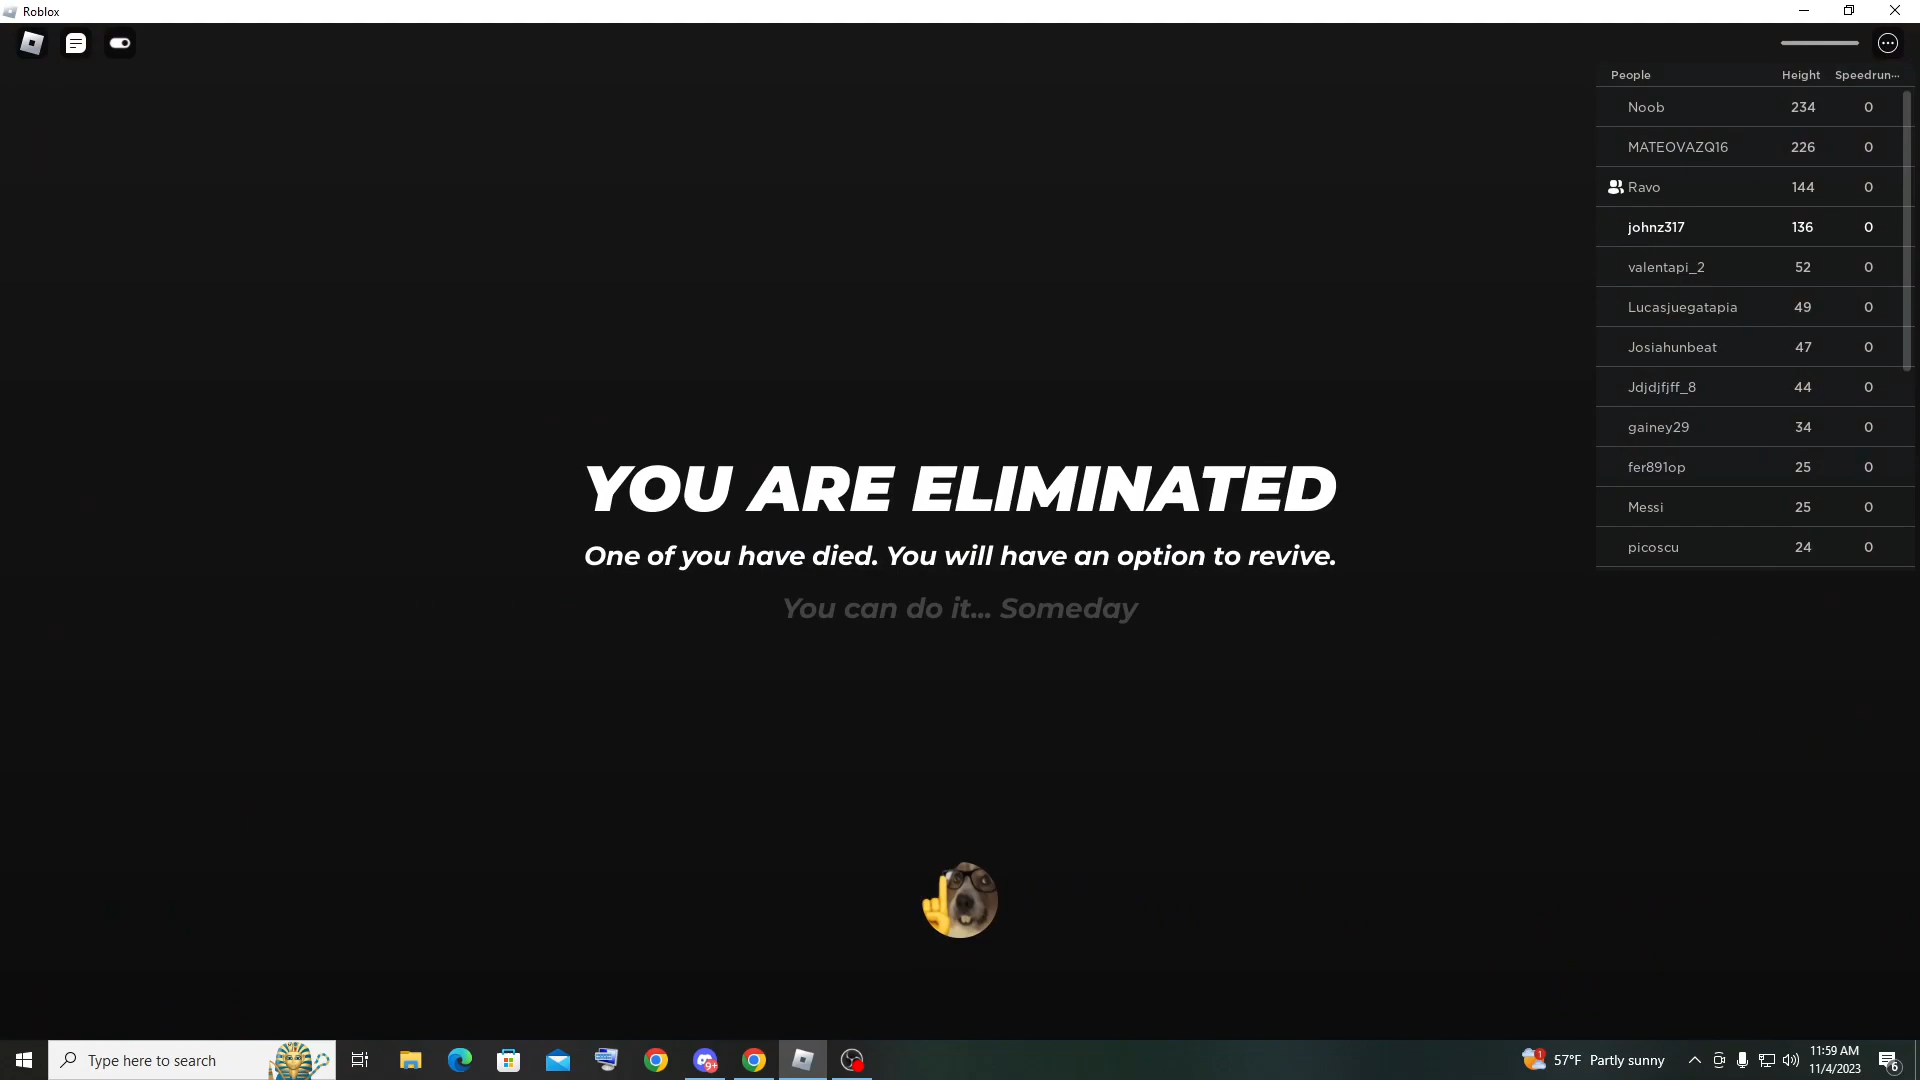 Roblox
People Height Speedrun...
Noob 234 0
MATEOVAZQ16 226 0
Ravo 144 0
johnz317 136 0
valentapi_2 52 0
Lucasjuegatapia 49 0
Josiahunbeat 47 0
Jdjdjfjff_8 44 0
gainey29 34 0
fer891op 25 0
Messi 25 0
picoscu 24 0
YOU ARE ELIMINATED
One of you have died. You will have an option to revive.
You can do it... Someday
Type here to search
9+
1
57°F Partly sunny
11:59 AM
11/4/2023
6